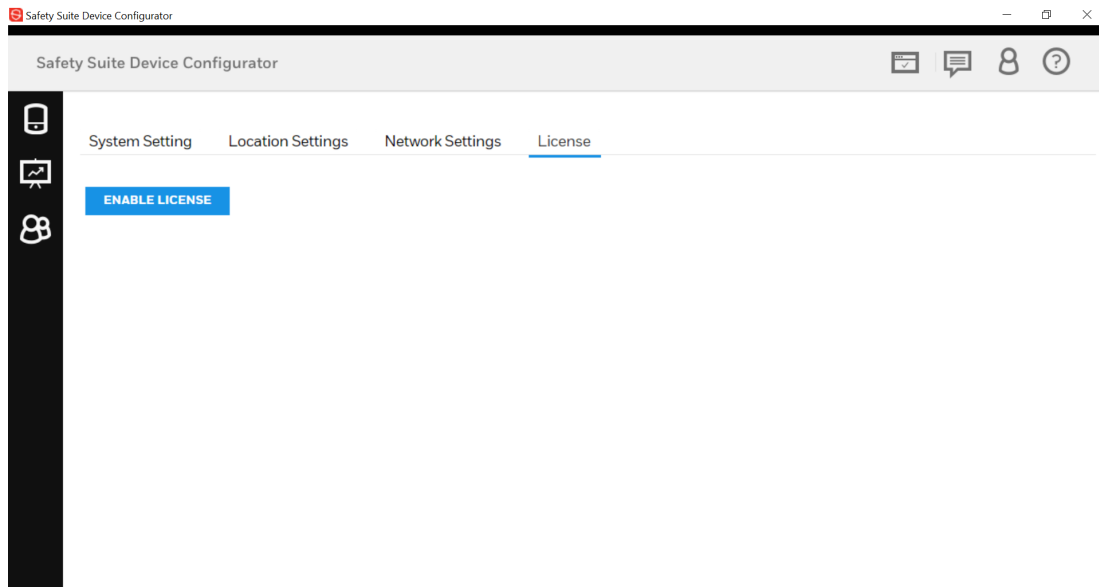 Safety Suite Device Configurator
Safety Suite Device Configurator
System Setting Location Settings Network Settings License
ENABLE LICENSE